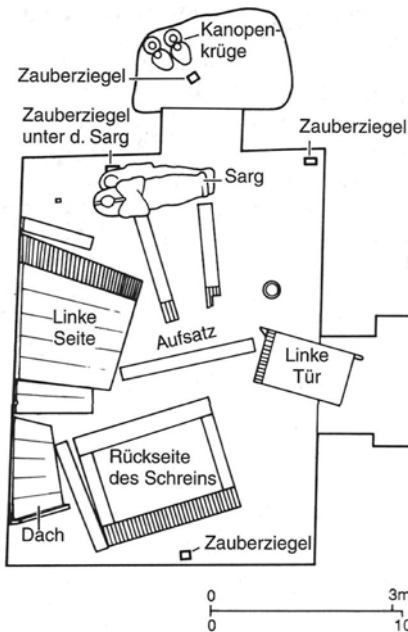 Kanopen-
krüge
Zauberziegel
Zauberziegel
unter d. Sarg
Zauberziegel
Sarg
Linke
Seite
Aufsatz
Linke
Tür
Rückseite
des Schreins
Dach
Zauberziegel
0 3m
0 10